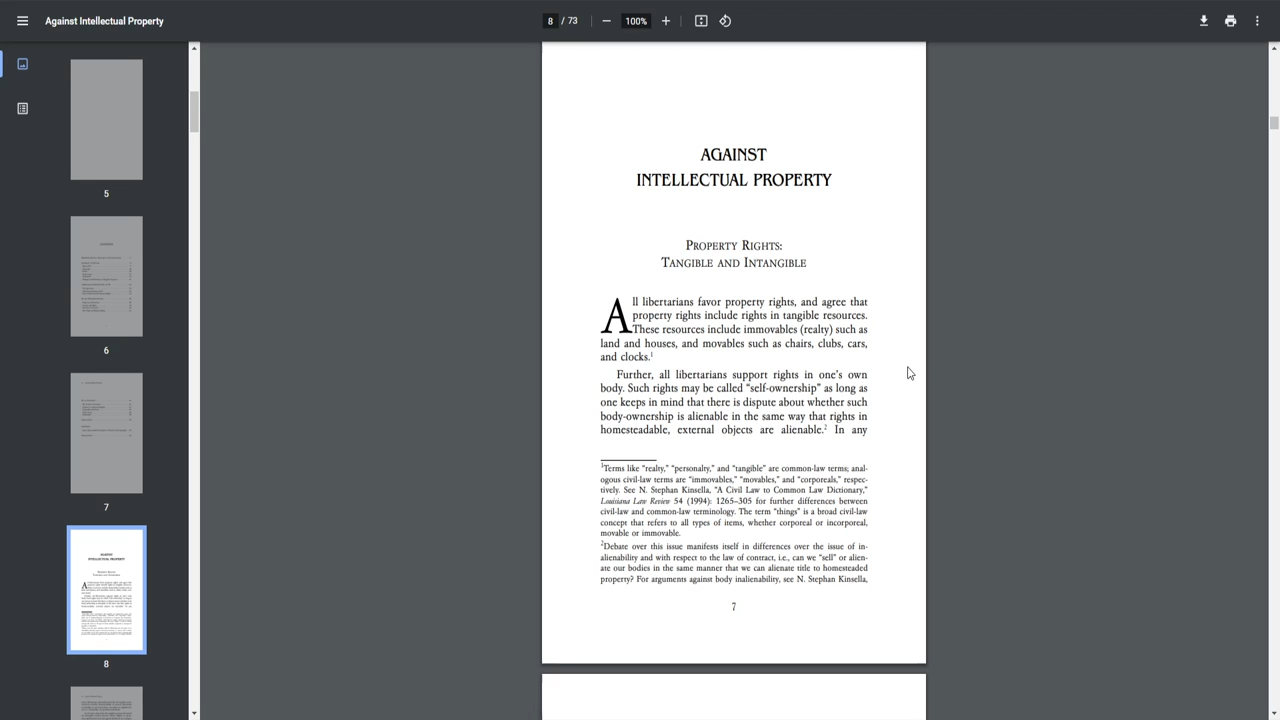 Against Intellectual Property
8 / 73
100%
5
6
7
8
AGAINST
INTELLECTUAL PROPERTY
PROPERTY RIGHTS:
TANGIBLE AND INTANGIBLE
All libertarians favor property rights, and agree that
property rights include rights in tangible resources.
These resources include immovables (realty) such as
land and houses, and movables such as chairs, clubs, cars,
and clocks.1
Further, all libertarians support rights in one's own
body. Such rights may be called “self-ownership” as long as
one keeps in mind that there is dispute about whether such
body-ownership is alienable in the same way that rights in
homesteadable, external objects are alienable.2 In any
1Terms like “realty,” “personalty,” and “tangible” are common-law terms; anal-
ogous civil-law terms are “immovables,” “movables,” and “corporeals,” respec-
tively. See N. Stephan Kinsella, “A Civil Law to Common Law Dictionary,”
Louisiana Law Review 54 (1994): 1265–305 for further differences between
civil-law and common-law terminology. The term “things” is a broad civil-law
concept that refers to all types of items, whether corporeal or incorporeal,
movable or immovable.
2Debate over this issue manifests itself in differences over the issue of in-
alienability and with respect to the law of contract, i.e., can we “sell” or alien-
ate our bodies in the same manner that we can alienate title to homesteaded
property? For arguments against body inalienability, see N. Stephan Kinsella,
7